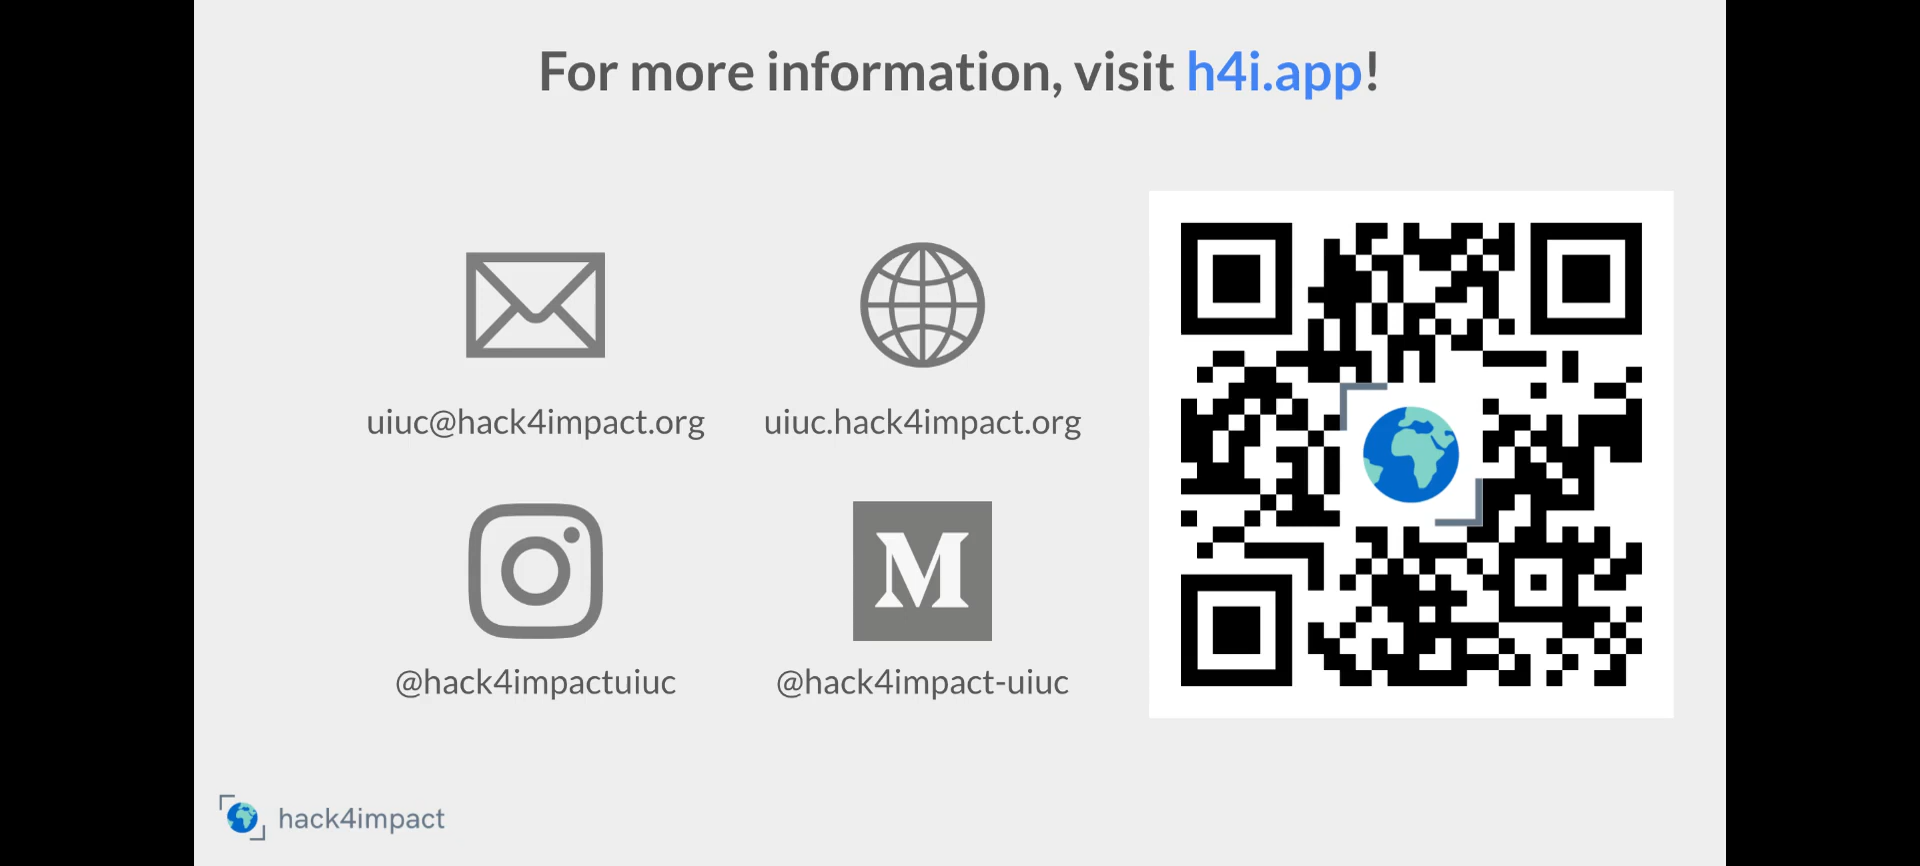 For more information, visit h4i.app!
uiuc@hack4impact.org
uiuc.hack4impact.org
M
@hack4impactuiuc
@hack4impact-uiuc
hack4impact